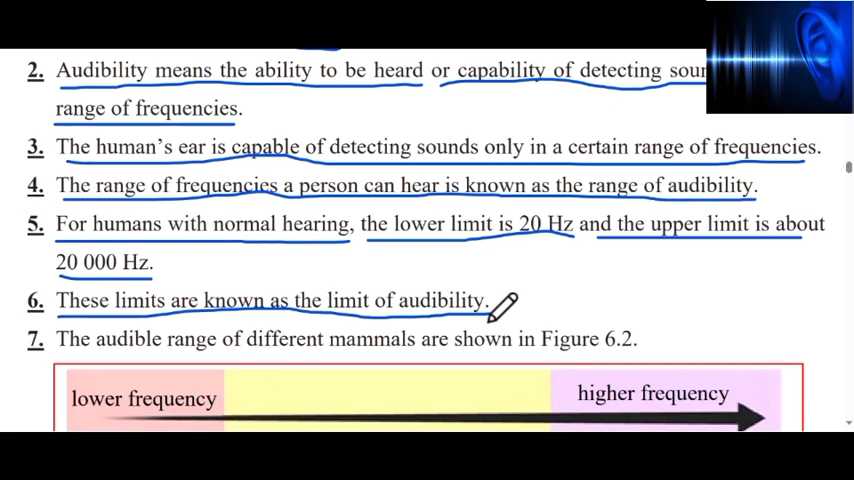 2. Audibility means the ability to be heard or capability of detecting
range of frequencies.
3. The human's ear is capable of detecting sounds only in a certain range of frequencies.
4. The range of frequencies a person can hear is known as the range of audibility.
5. For humans with normal hearing, the lower limit is 20 Hz and the upper limit is about
20 000 Hz.
6. These limits are known as the limit of audibility.
7. The audible range of different mammals are shown in Figure 6.2.
lower frequency
higher frequency